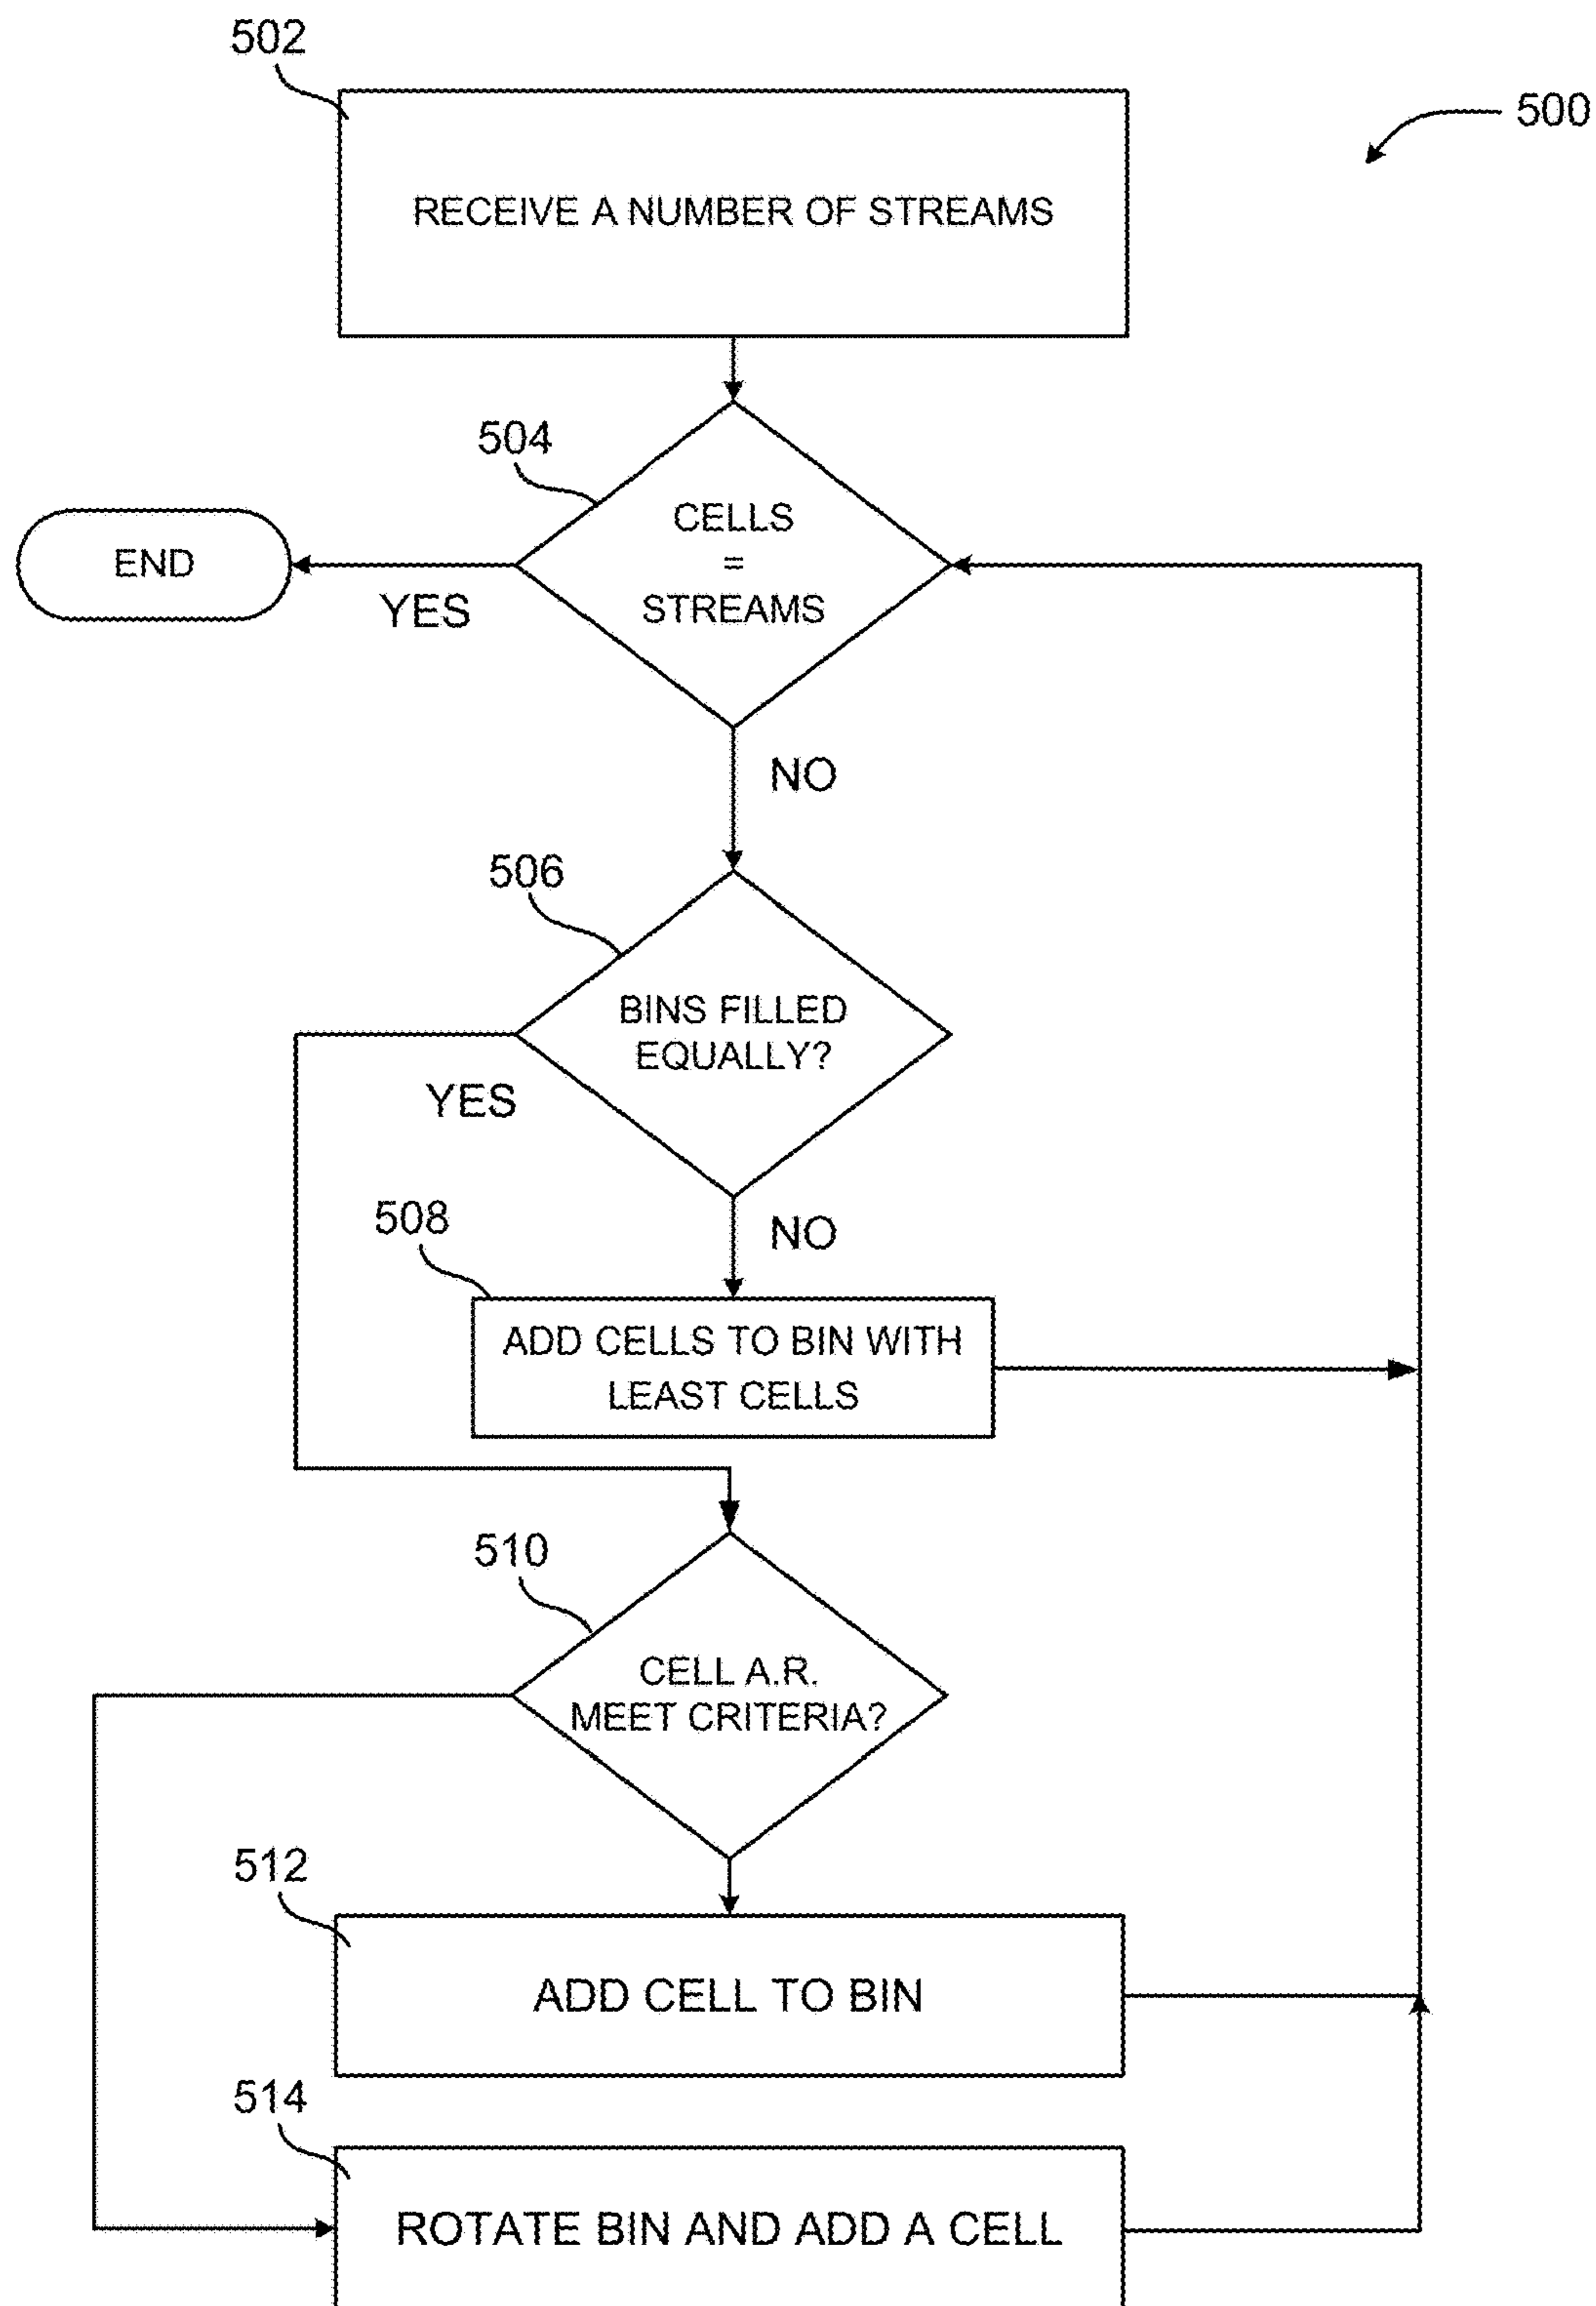 502
500
RECEIVE A NUMBER OF STREAMS
504
CELLS
=
STREAMS
END
YES
NO
506
BINS FILLED
EQUALLY?
YES
508
NO
ADD CELLS TO BIN WITH
LEAST CELLS
510
CELL A.R.
MEET CRITERIA?
512
ADD CELL TO BIN
514
ROTATE BIN AND ADD A CELL